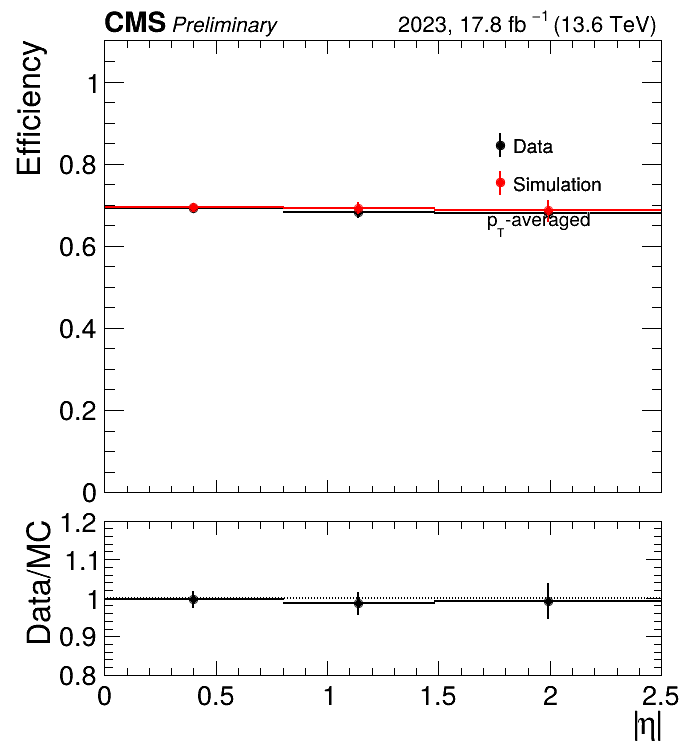 CMS Preliminary 2023, 17.8 fb⁻¹ (13.6 TeV)
Efficiency
1
0.8
0.6
0.4
0.2
0
Data
Simulation
p_T-averaged
Data/MC
1.2
1.1
1
0.9
0.8
0 0.5 1 1.5 2 2.5
|η|